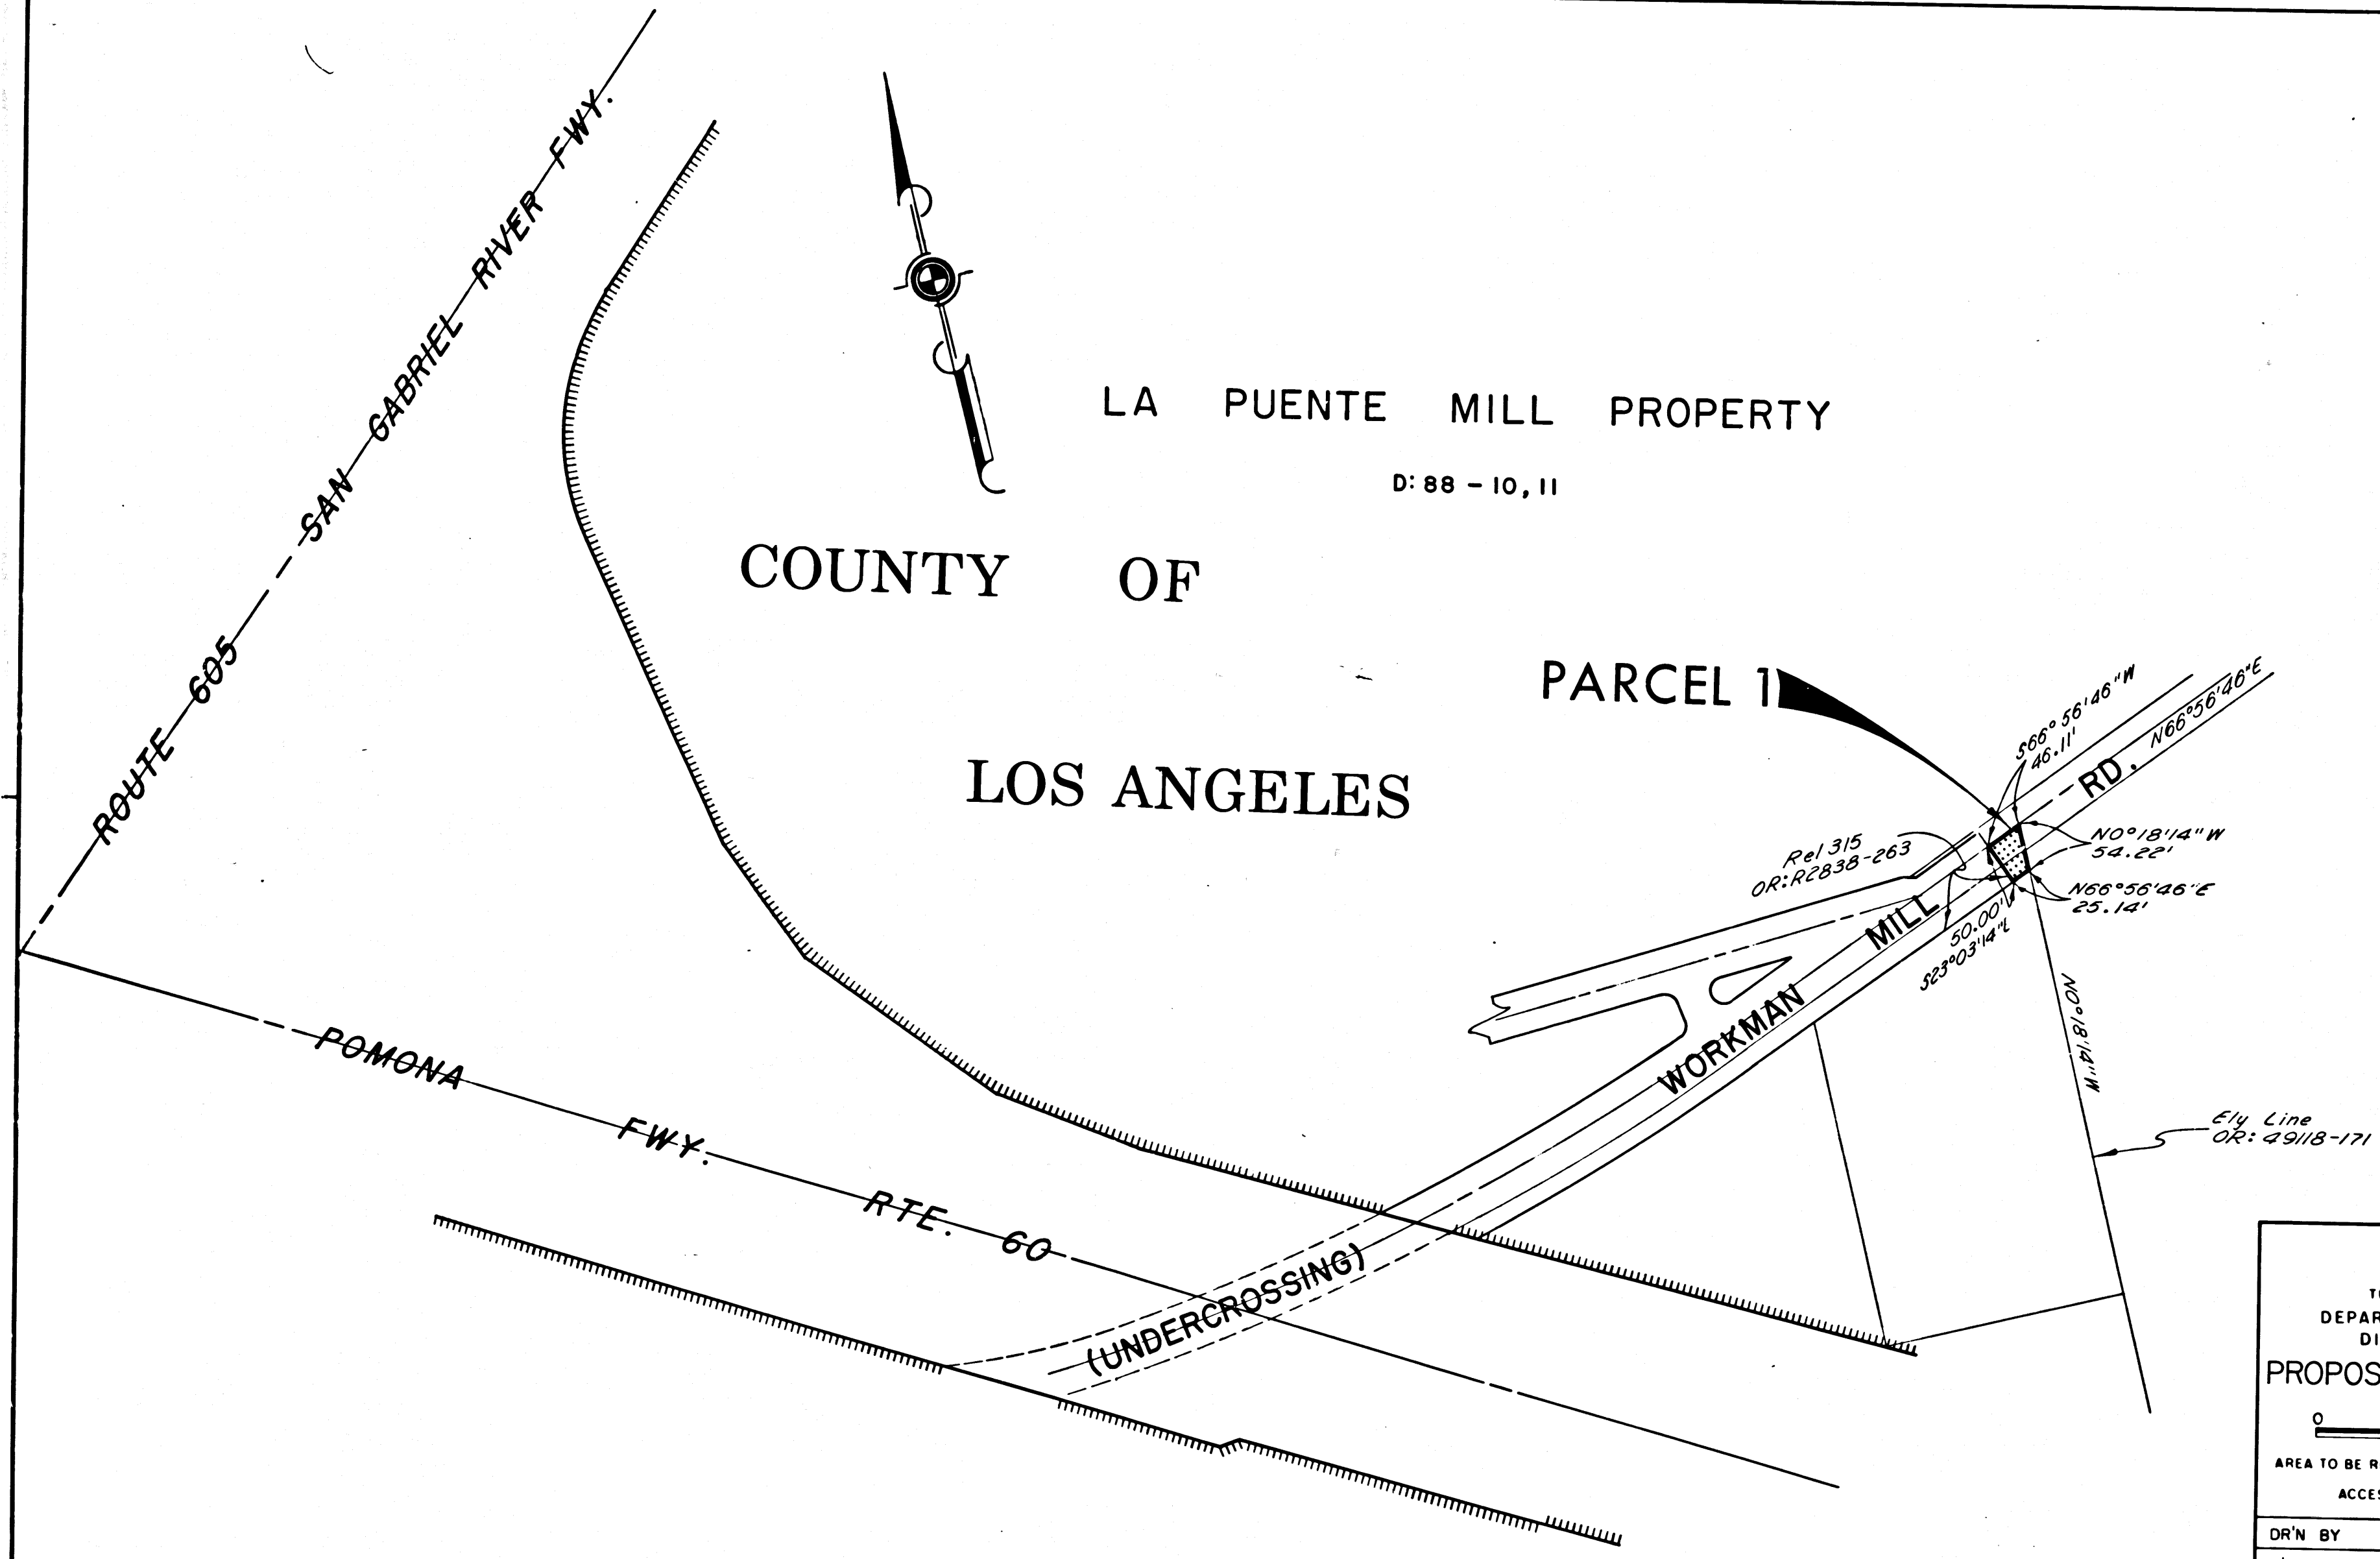 ROUTE 605 SAN GABRIEL RIVER FWY.
LA PUENTE MILL PROPERTY
D: 88 - 10, 11
COUNTY OF
LOS ANGELES
PARCEL 1
S66° 56' 46" W
46.11'
N66°56'46"E
WORKMAN MILL RD.
N0°18'14"W
54.22'
Rel 315
OR:R2838-263
N66°56'46"E
25.14'
50.00'
S23°03'14"
N0°18'14"W
Ely Line
OR: 49118-171
POMONA FWY. RTE. 60
(UNDERCROSSING)
0
AREA TO BE
DR'N BY